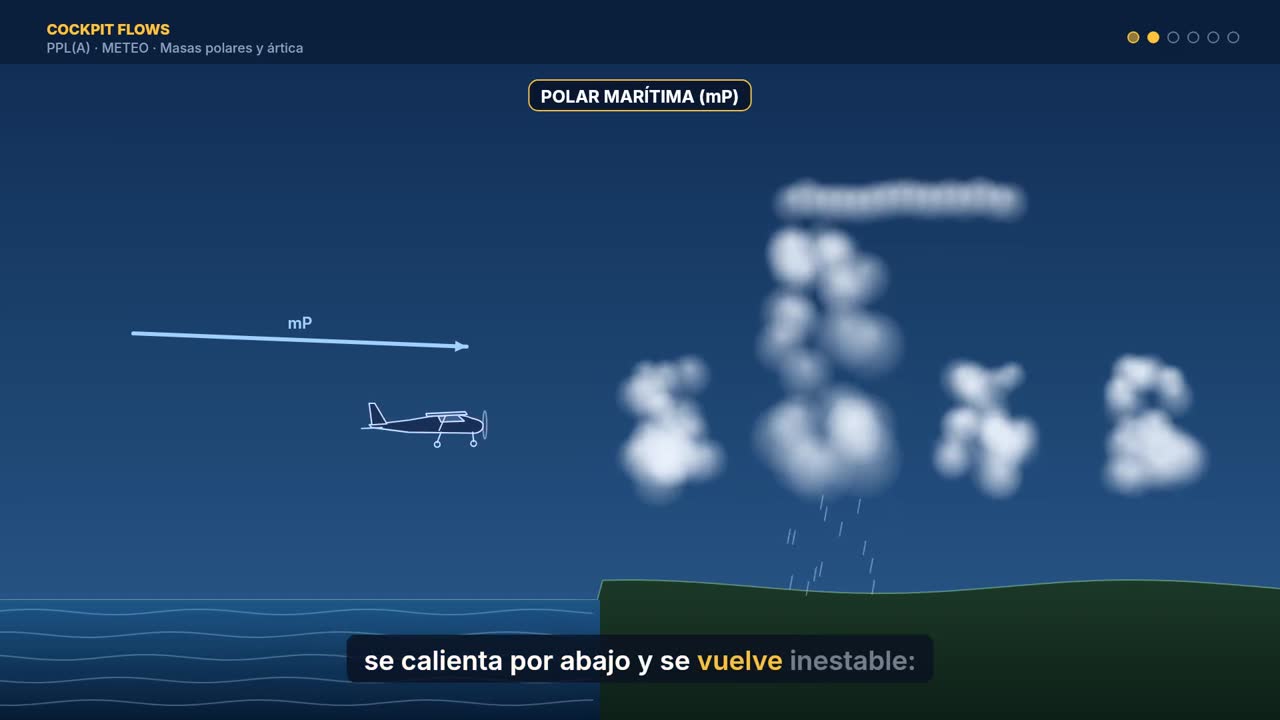 COCKPIT FLOWS
PPL(A) · METEO · Masas polares y ártica
POLAR MARÍTIMA (mP)
mP
se calienta por abajo y se vuelve inestable: